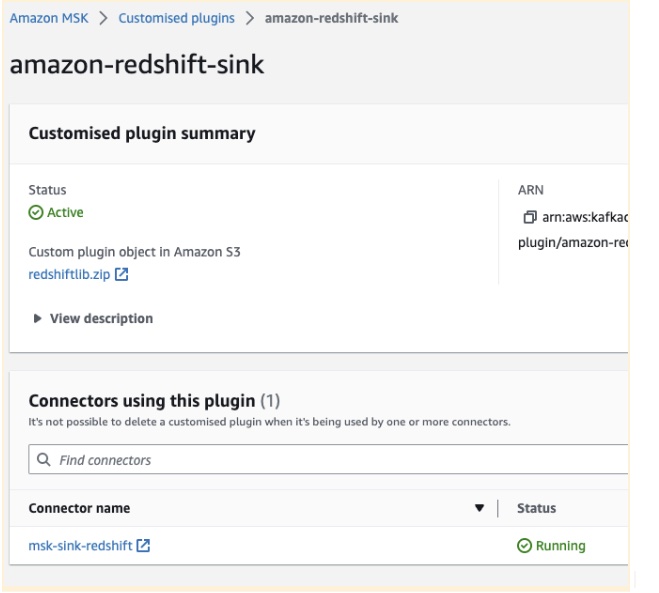 Amazon MSK > Customised plugins > amazon-redshift-sink
amazon-redshift-sink
Customised plugin summary
Status
Active
Custom plugin object in Amazon S3
redshiftlib.zip
View description
ARN
arn:aws:kafkac
plugin/amazon-red
Connectors using this plugin (1)
It's not possible to delete a customised plugin when it's being used by one or more connectors.
Find connectors
Connector name
Status
msk-sink-redshift
Running